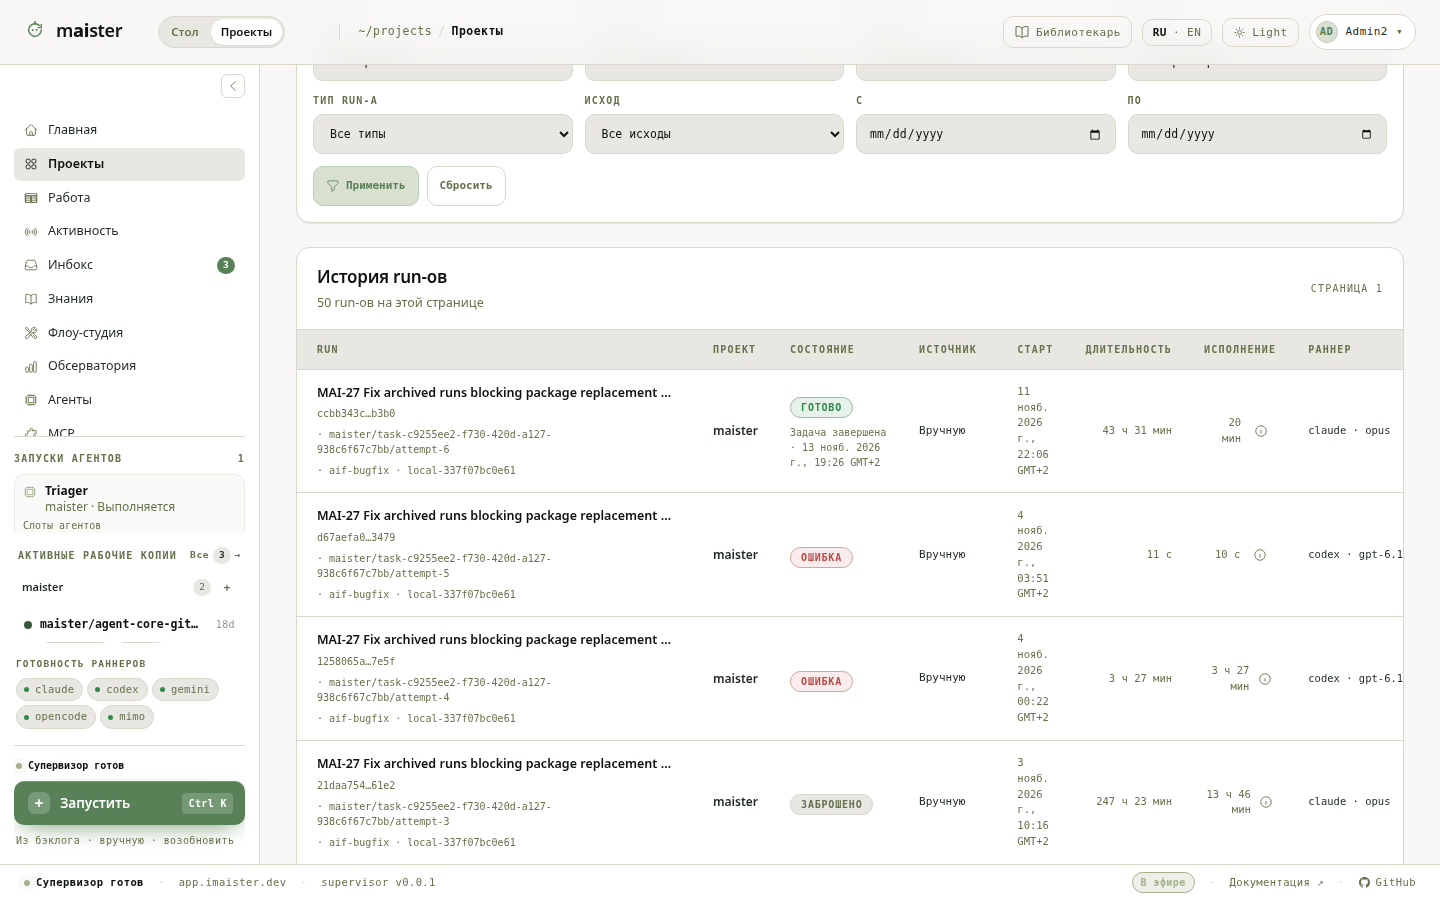 maister
Стол
Проекты
~/projects / Проекты
Библиотекарь
RU · EN
Light
AD
Admin2
Главная
Проекты
Работа
Активность
Инбокс
3
Знания
Флоу-студия
Обсерватория
Агенты
MCP
ЗАПУСКИ АГЕНТОВ
1
Triager
maister · Выполняется
Слоты агентов
АКТИВНЫЕ РАБОЧИЕ КОПИИ
Все 3 →
maister
2
+
maister/agent-core-git…
18d
ГОТОВНОСТЬ РАННЕРОВ
claude
codex
gemini
opencode
mimo
Супервизор готов
+ Запустить
Ctrl K
Из бэклога · вручную · возобновить
ТИП RUN-А
ИСХОД
С
ПО
Все типы
Все исходы
mm/dd/yyyy
mm/dd/yyyy
Применить
Сбросить
История run-ов
50 run-ов на этой странице
СТРАНИЦА 1
RUN
ПРОЕКТ
СОСТОЯНИЕ
ИСТОЧНИК
СТАРТ
ДЛИТЕЛЬНОСТЬ
ИСПОЛНЕНИЕ
РАННЕР
MAI-27 Fix archived runs blocking package replacement …
ccbb343c…b3b0
· maister/task-c9255ee2-f730-420d-a127-
938c6f67c7bb/attempt-6
· aif-bugfix · local-337f07bc0e61
maister
ГОТОВО
Задача завершена
· 13 нояб. 2026
г., 19:26 GMT+2
Вручную
11
нояб.
2026
г.,
22:06
GMT+2
43 ч 31 мин
20
мин
claude · opus
MAI-27 Fix archived runs blocking package replacement …
d67aefa0…3479
· maister/task-c9255ee2-f730-420d-a127-
938c6f67c7bb/attempt-5
· aif-bugfix · local-337f07bc0e61
maister
ОШИБКА
Вручную
4
нояб.
2026
г.,
03:51
GMT+2
11 с
10 с
codex · gpt-6.1
MAI-27 Fix archived runs blocking package replacement …
1258065a…7e5f
· maister/task-c9255ee2-f730-420d-a127-
938c6f67c7bb/attempt-4
· aif-bugfix · local-337f07bc0e61
maister
ОШИБКА
Вручную
4
нояб.
2026
г.,
00:22
GMT+2
3 ч 27 мин
3 ч 27
мин
codex · gpt-6.1
MAI-27 Fix archived runs blocking package replacement …
21daa754…61e2
· maister/task-c9255ee2-f730-420d-a127-
938c6f67c7bb/attempt-3
· aif-bugfix · local-337f07bc0e61
maister
ЗАБРОШЕНО
Вручную
3
нояб.
2026
г.,
10:16
GMT+2
247 ч 23 мин
13 ч 46
мин
claude · opus
Супервизор готов · app.imaister.dev · supervisor v0.0.1
В эфире · Документация ↗ · GitHub